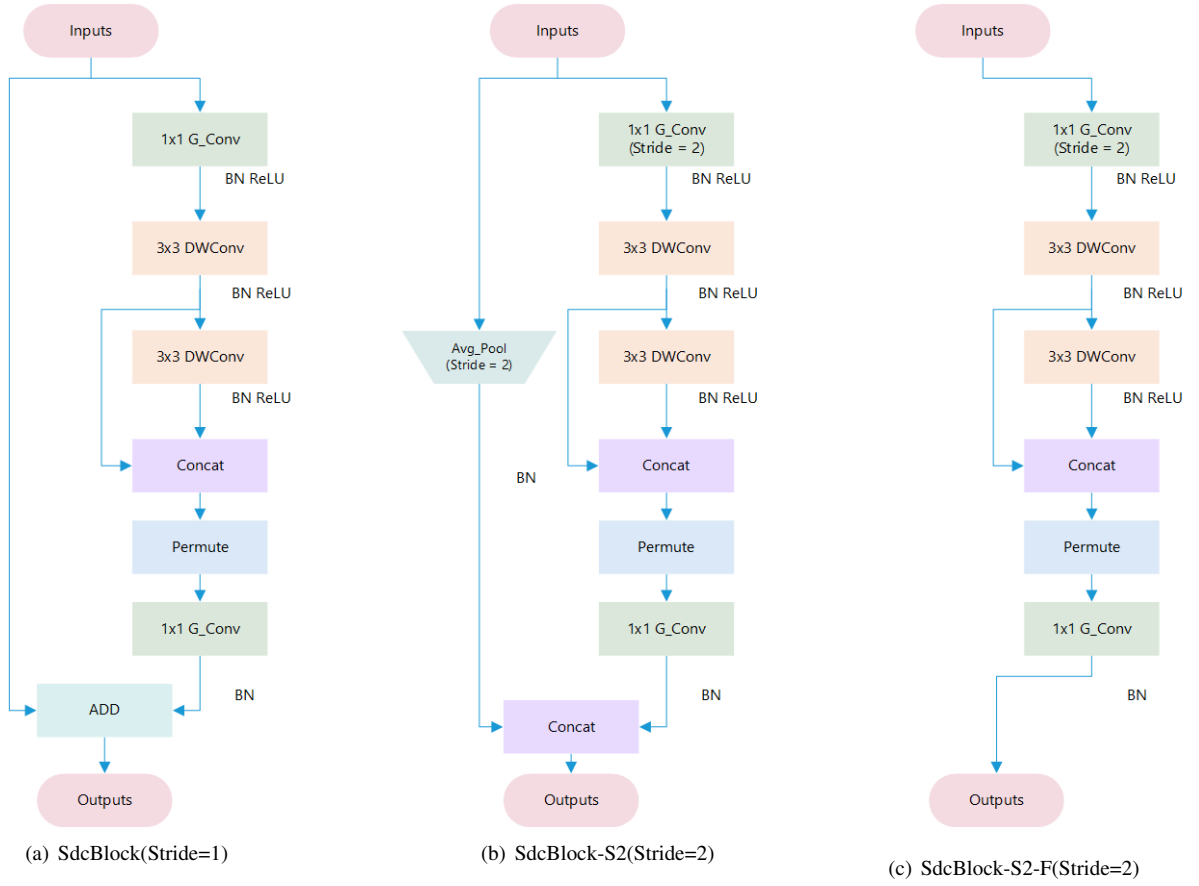 Inputs
1x1 G_Conv
BN ReLU
3x3 DWConv
BN ReLU
3x3 DWConv
BN ReLU
Concat
Permute
1x1 G_Conv
BN
ADD
Outputs
(a) SdcBlock(Stride=1)
Inputs
1x1 G_Conv
(Stride = 2)
BN ReLU
3x3 DWConv
BN ReLU
Avg_Pool
(Stride = 2)
3x3 DWConv
BN ReLU
Concat
BN
Permute
1x1 G_Conv
BN
Concat
Outputs
(b) SdcBlock-S2(Stride=2)
Inputs
1x1 G_Conv
(Stride = 2)
BN ReLU
3x3 DWConv
BN ReLU
3x3 DWConv
BN ReLU
Concat
Permute
1x1 G_Conv
BN
Outputs
(c) SdcBlock-S2-F(Stride=2)